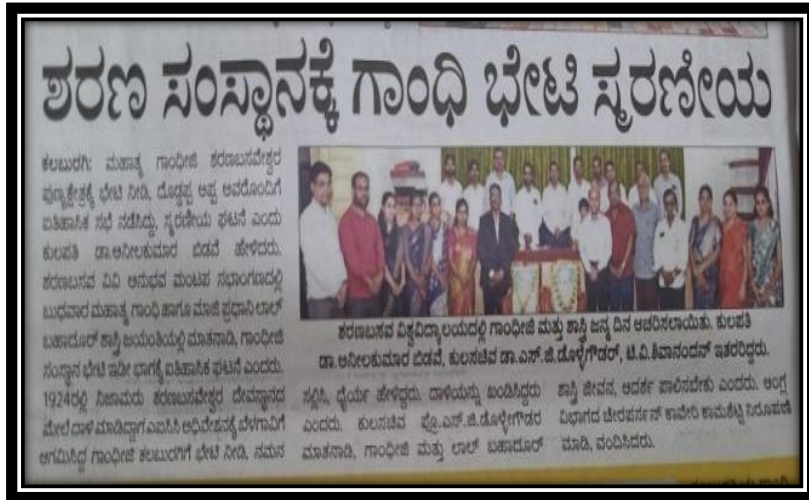 ಶರಣ ಸಂಸ್ಥಾನಕ್ಕೆ ಗಾಂಧಿ ಭೇಟಿ ಸ್ಮರಣೀಯ
ಕಲಬುರಗಿ: ಮಹಾತ್ಮ ಗಾಂಧೀಜಿ ಶರಣಬಸವೇಶ್ವರ
ಪುಣ್ಯಕ್ಷೇತ್ರಕ್ಕೆ ಭೇಟಿ ನೀಡಿ, ದೊಡ್ಡಪ್ಪ ಅಪ್ಪ ಅವರೊಂದಿಗೆ
ಐತಿಹಾಸಿಕ ಸಭೆ ನಡೆಸಿದ್ದು, ಸ್ಮರಣೀಯ ಘಟನೆ ಎಂದು
ಕುಲಪತಿ ಡಾ.ಅನೀಲಕುಮಾರ ಬಿಡವೆ ಹೇಳಿದರು.
ಶರಣಬಸವ ವಿವಿ ಅನುಭವ ಮಂಟಪ ಸಭಾಂಗಣದಲ್ಲಿ
ಬುಧವಾರ ಮಹಾತ್ಮ ಗಾಂಧಿ ಹಾಗೂ ಮಾಜಿ ಪ್ರಧಾನಿ ಲಾಲ್
ಬಹಾದೂರ್ ಶಾಸ್ತ್ರಿ ಜಯಂತಿಯಲ್ಲಿ ಮಾತನಾಡಿ, ಗಾಂಧೀಜಿ
ಸಂಸ್ಥಾನ ಭೇಟಿ ಇಡೀ ಭಾಗಕ್ಕೆ ಐತಿಹಾಸಿಕ ಘಟನೆ ಎಂದರು.
1924ರಲ್ಲಿ ನಿಜಾಮರು ಶರಣಬಸವೇಶ್ವರ ದೇವಸ್ಥಾನದ
ಮೇಲೆ ದಾಳಿ ಮಾಡಿದ್ದಾಗ ಎಐಸಿಸಿ ಅಧಿವೇಶನಕ್ಕೆ ಬೆಳಗಾವಿಗೆ
ಆಗಮಿಸಿದ್ದ ಗಾಂಧೀಜಿ ಕಲಬುರಗಿಗೆ ಭೇಟಿ ನೀಡಿ, ನಮನ
ಶರಣಬಸವ ವಿಶ್ವವಿದ್ಯಾಲಯದಲ್ಲಿ ಗಾಂಧೀಜಿ ಮತ್ತು ಶಾಸ್ತ್ರಿ ಜನ್ಮ ದಿನ ಆಚರಿಸಲಾಯಿತು. ಕುಲಪತಿ
ಡಾ.ಅನೀಲಕುಮಾರ ಬಿಡವೆ, ಕುಲಸಚಿವ ಡಾ.ಎಸ್.ಜಿ.ಡೊಳ್ಳೆಗೌಡರ್, ಟಿ.ವಿ.ಶಿವಾನಂದನ್ ಇತರರಿದ್ದರು.
ಸಲ್ಲಿಸಿ, ಧೈರ್ಯ ಹೇಳಿದ್ದರು. ದಾಳಿಯನ್ನು ಖಂಡಿಸಿದ್ದರು
ಎಂದರು. ಕುಲಸಚಿವ ಪ್ರೊ.ಎಸ್.ಜಿ.ಡೊಳ್ಳೇಗೌಡರ
ಮಾತನಾಡಿ, ಗಾಂಧೀಜಿ ಮತ್ತು ಲಾಲ್ ಬಹಾದೂರ್
ಶಾಸ್ತ್ರಿ ಜೀವನ, ಆದರ್ಶ ಪಾಲಿಸಬೇಕು ಎಂದರು. ಆಂಗ್ಲ
ವಿಭಾಗದ ಚೇರಪರ್ಸನ್ ಕಾವೇರಿ ಕಾಮಶೆಟ್ಟಿ ನಿರೂಪಣೆ
ಮಾಡಿ, ವಂದಿಸಿದರು.